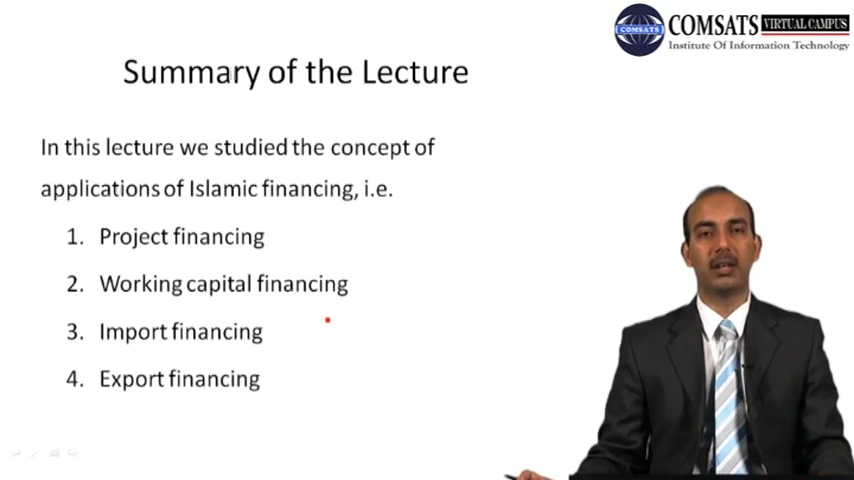 COMSATS VIRTUAL CAMPUS
COMSATS
Institute Of Information Technology
Summary of the Lecture
In this lecture we studied the concept of
applications of Islamic financing, i.e.
1. Project financing
2. Working capital financing
3. Import financing
4. Export financing